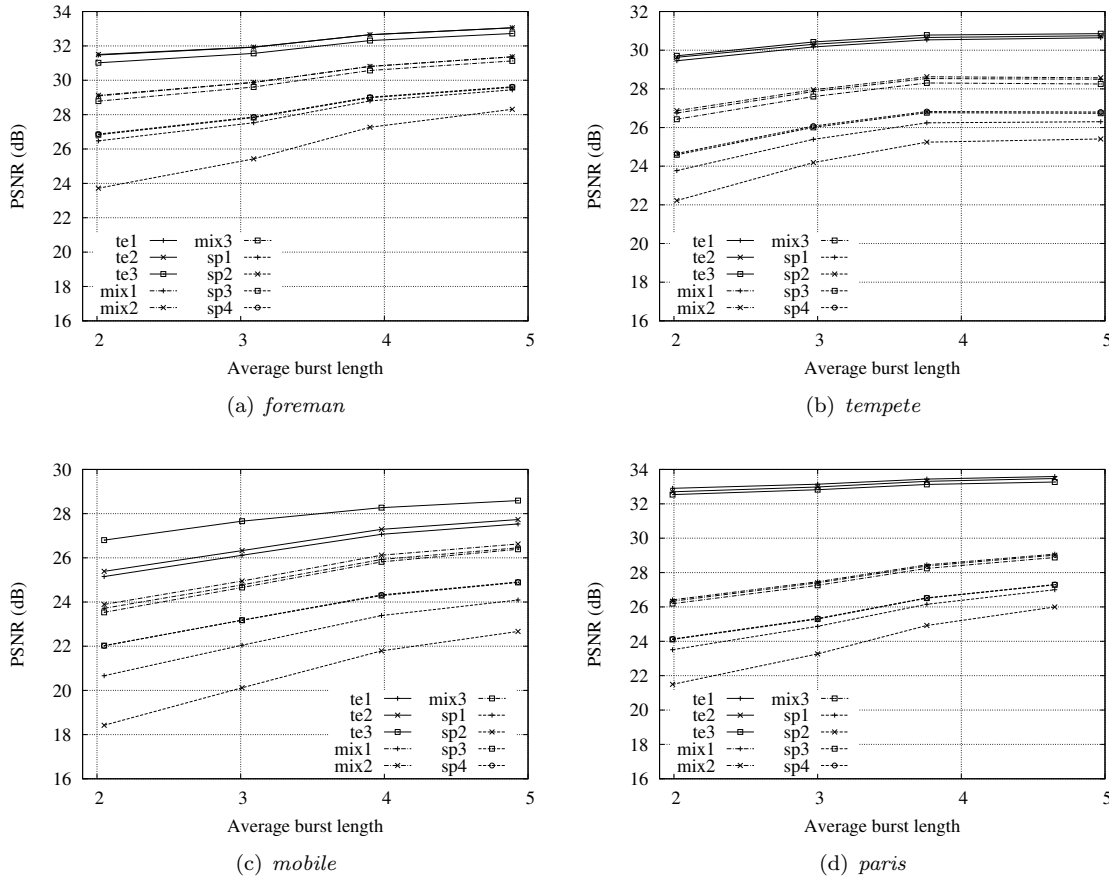 34
32
30
28
26
24
22
20
18
16
PSNR (dB)
te1 mix3
te2 sp1
te3 sp2
mix1 sp3
mix2 sp4
2 3 4 5
Average burst length
(a) foreman
32
30
28
26
24
22
20
18
16
PSNR (dB)
te1 mix3
te2 sp1
te3 sp2
mix1 sp3
mix2 sp4
2 3 4 5
Average burst length
(b) tempete
30
28
26
24
22
20
18
16
PSNR (dB)
te1 mix3
te2 sp1
te3 sp2
mix1 sp3
mix2 sp4
2 3 4 5
Average burst length
(c) mobile
34
32
30
28
26
24
22
20
18
16
PSNR (dB)
te1 mix3
te2 sp1
te3 sp2
mix1 sp3
mix2 sp4
2 3 4 5
Average burst length
(d) paris